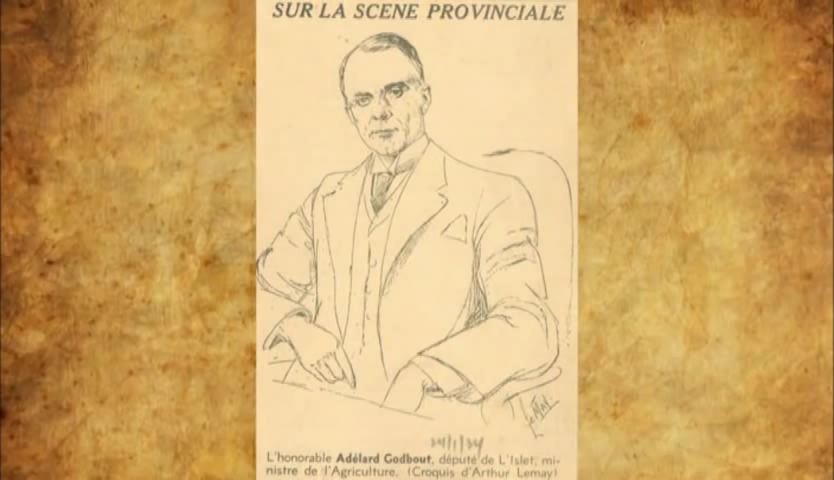 SUR LA SCENE PROVINCIALE
Lemay
24/1/34
L'honorable Adélard Godbout, député de L'Islet, mi-
nistre de l'Agriculture. (Croquis d'Arthur Lemay)